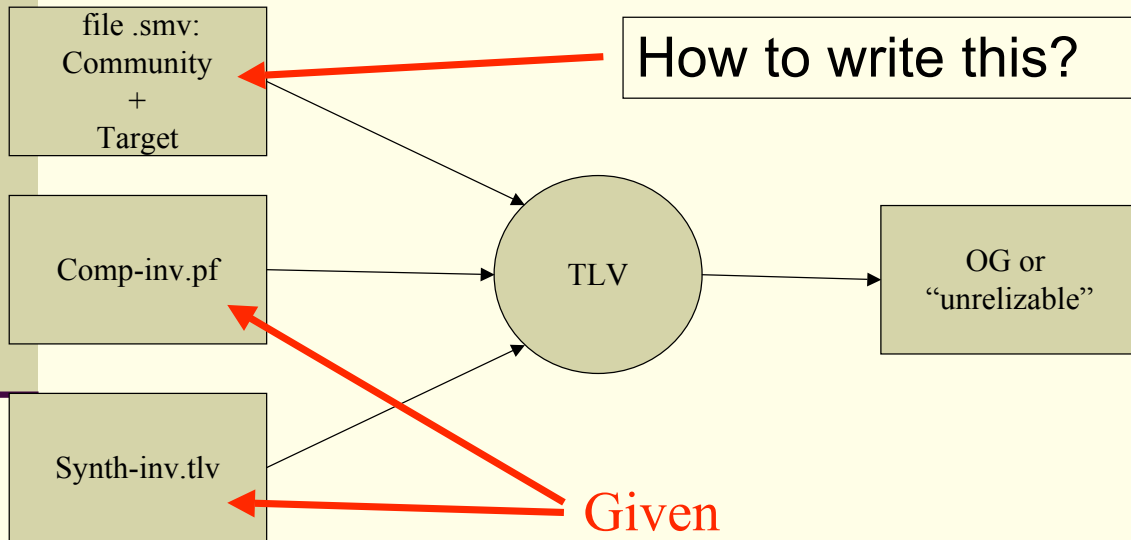 file .smv:
Community
+
Target
How to write this?
Comp-inv.pf
TLV
OG or
“unrelizable”
Synth-inv.tlv
Given